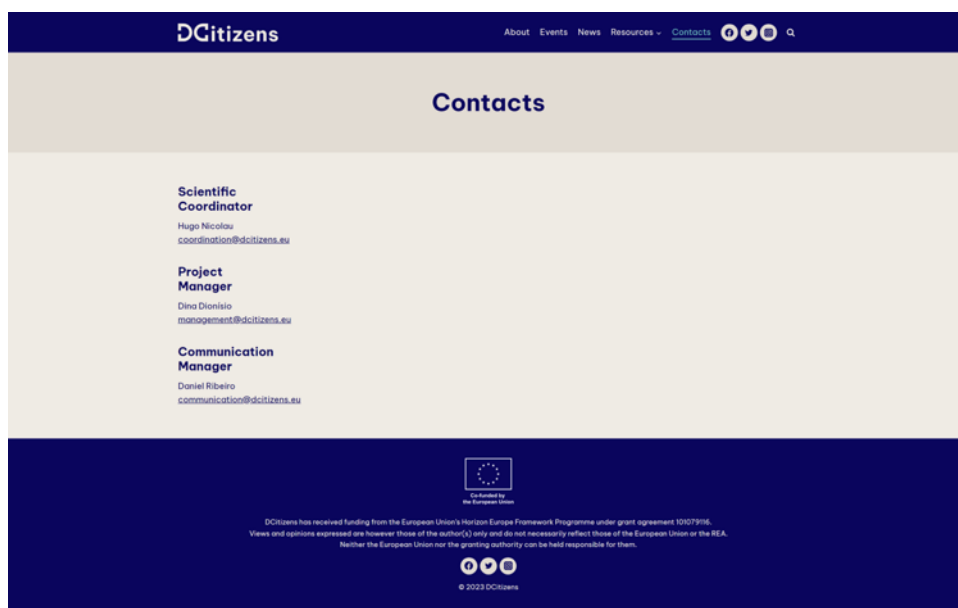 DCitizens
About Events News Resources Contacts
Contacts
Scientific
Coordinator
Hugo Nicolau
coordination@dcitizens.eu
Project
Manager
Dina Dionísio
management@dcitizens.eu
Communication
Manager
Daniel Ribeiro
communication@dcitizens.eu
Co-funded by
the European Union
DCitizens has received funding from the European Union's Horizon Europe Framework Programme under grant agreement 101079116.
Views and opinions expressed are however those of the author(s) only and do not necessarily reflect those of the European Union or the REA.
Neither the European Union nor the granting authority can be held responsible for them.
© 2023 DCitizens